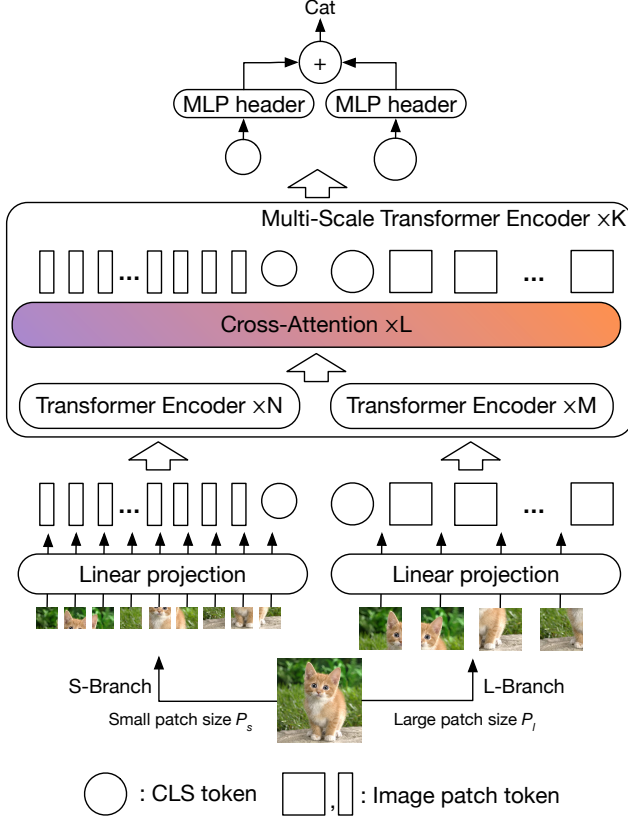 Cat
+
MLP header
MLP header
Multi-Scale Transformer Encoder ×K
...
...
Cross-Attention ×L
Transformer Encoder ×N
Transformer Encoder ×M
...
...
Linear projection
Linear projection
S-Branch
L-Branch
Small patch size Ps
Large patch size Pl
: CLS token
, : Image patch token